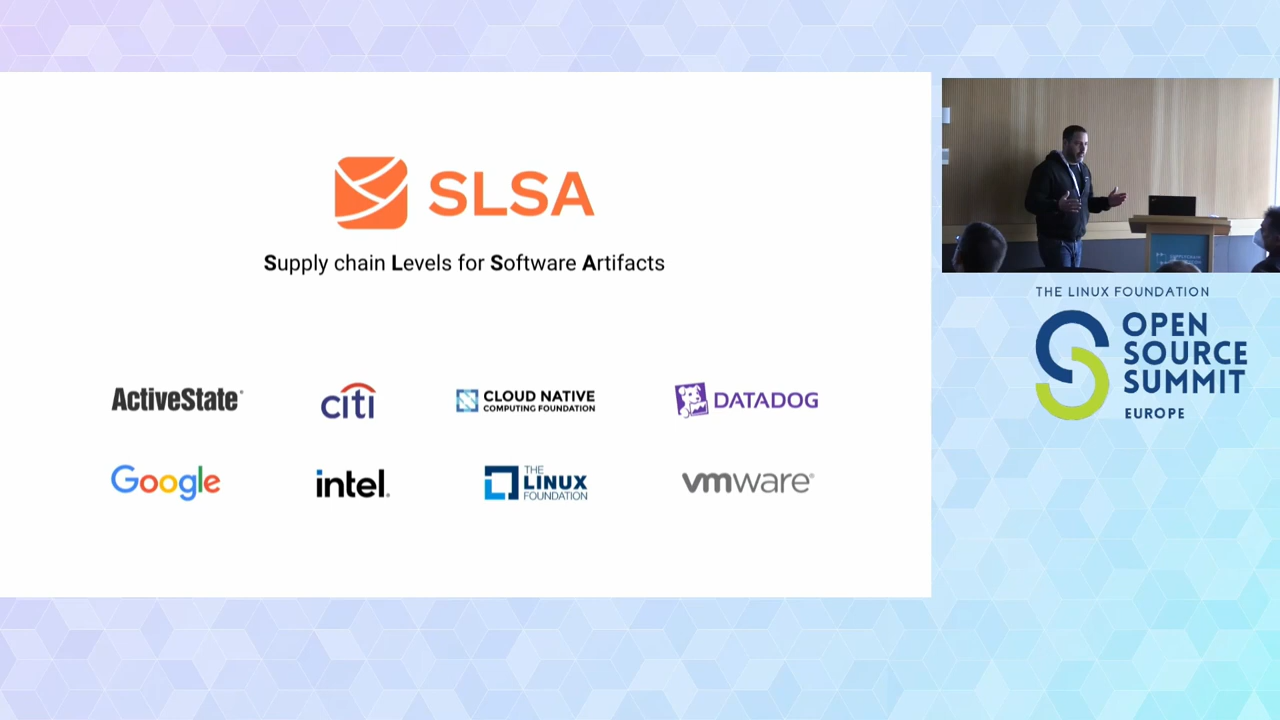 SLSA
Supply chain Levels for Software Artifacts
ActiveState
citi
CLOUD NATIVE
COMPUTING FOUNDATION
DATADOG
Google
intel.
THE
LINUX
FOUNDATION
vmware®
THE LINUX FOUNDATION
OPEN
SOURCE
SUMMIT
EUROPE